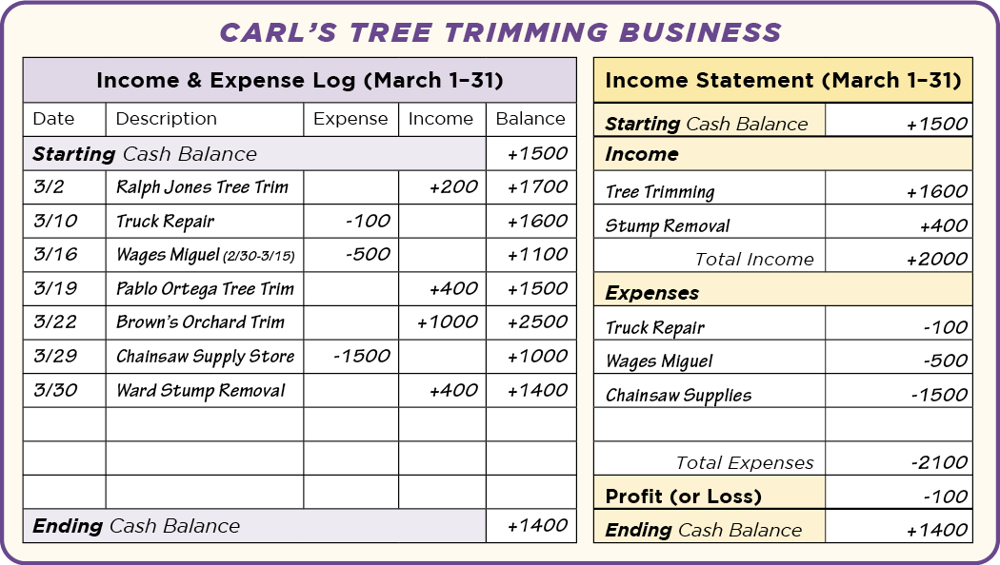 CARL'S TREE TRIMMING BUSINESS
Income & Expense Log (March 1–31)
Date Description Expense Income Balance
Starting Cash Balance +1500
3/2 Ralph Jones Tree Trim +200 +1700
3/10 Truck Repair -100 +1600
3/16 Wages Miguel (2/30-3/15) -500 +1100
3/19 Pablo Ortega Tree Trim +400 +1500
3/22 Brown's Orchard Trim +1000 +2500
3/29 Chainsaw Supply Store -1500 +1000
3/30 Ward Stump Removal +400 +1400
Ending Cash Balance +1400
Income Statement (March 1–31)
Starting Cash Balance +1500
Income
Tree Trimming +1600
Stump Removal +400
Total Income +2000
Expenses
Truck Repair -100
Wages Miguel -500
Chainsaw Supplies -1500
Total Expenses -2100
Profit (or Loss) -100
Ending Cash Balance +1400